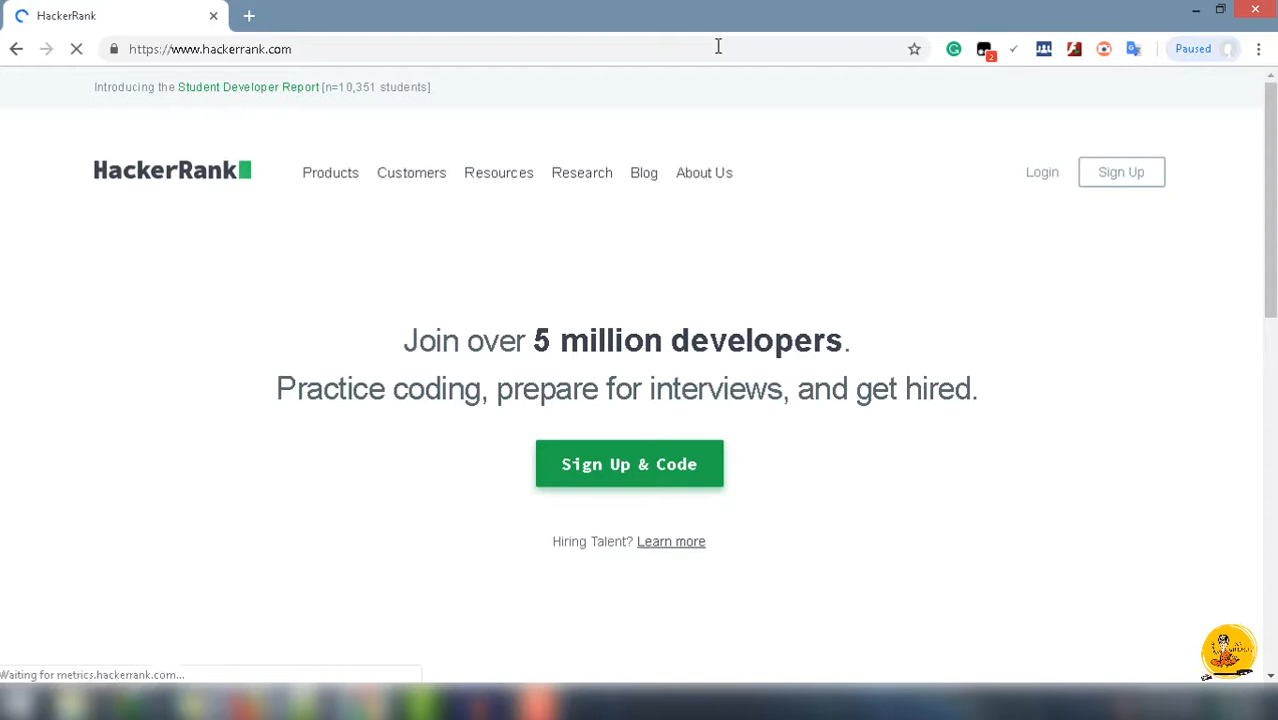 HackerRank
https://www.hackerrank.com
2
Paused
Introducing the Student Developer Report [n=10,351 students]
HackerRank
Products
Customers
Resources
Research
Blog
About Us
Login
Sign Up
Join over 5 million developers.
Practice coding, prepare for interviews, and get hired.
Sign Up & Code
Hiring Talent? Learn more
Waiting for metrics.hackerrank.com...